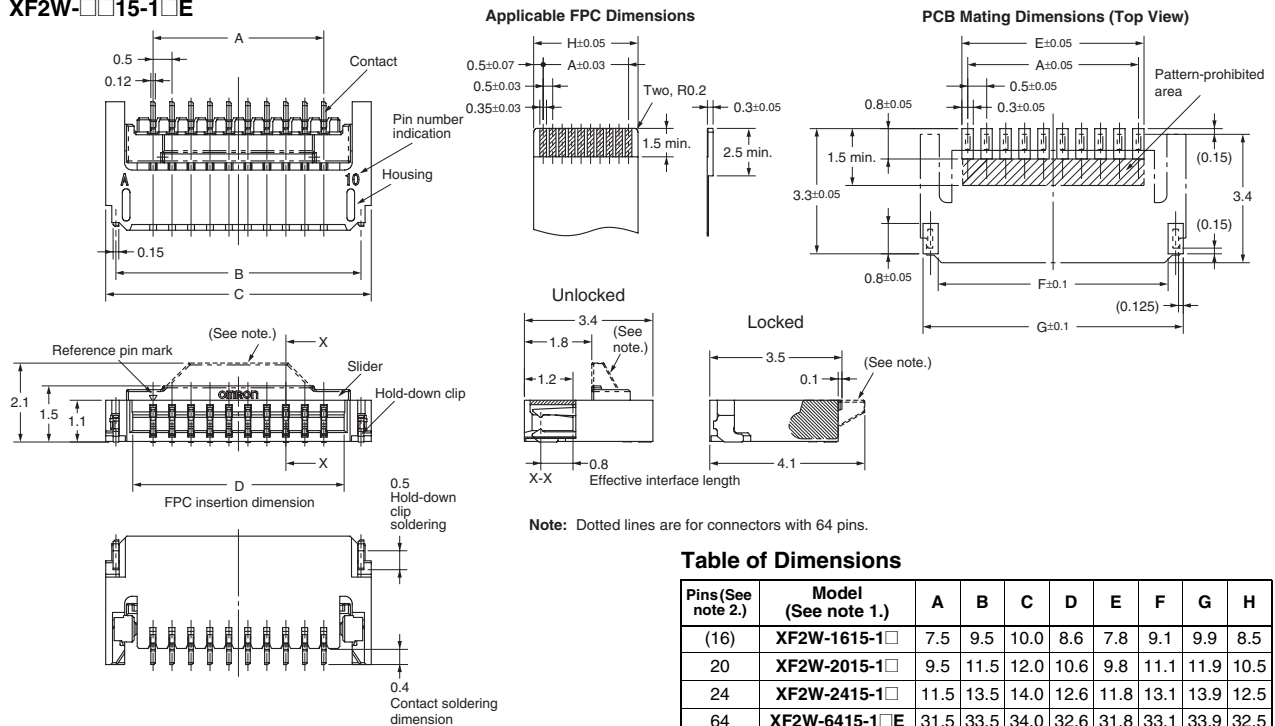 XF2W-□□15-1□E
A
0.5
0.12
Contact
Pin number
indication
Housing
A
10
0.15
B
C
Applicable FPC Dimensions
H±0.05
0.5±0.07
A±0.03
0.5±0.03
0.35±0.03
Two, R0.2
0.3±0.05
1.5 min.
2.5 min.
PCB Mating Dimensions (Top View)
E±0.05
A±0.05
0.5±0.05
0.3±0.05
0.8±0.05
Pattern-prohibited
area
1.5 min.
(0.15)
3.3±0.05
3.4
(0.15)
0.8±0.05
F±0.1
(0.125)
G±0.1
(See note.)
X
Reference pin mark
Slider
OMRON
Hold-down clip
2.1
1.5
1.1
X
D
FPC insertion dimension
Unlocked
3.4
1.8
(See
note.)
1.2
0.8
X-X
Effective interface length
Locked
3.5
0.1
(See note.)
4.1
0.5
Hold-down
clip
soldering
0.4
Contact soldering
dimension
Note: Dotted lines are for connectors with 64 pins.
Table of Dimensions
Pins (See note 2.) Model (See note 1.) A B C D E F G H
(16) XF2W-1615-1□ 7.5 9.5 10.0 8.6 7.8 9.1 9.9 8.5
20 XF2W-2015-1□ 9.5 11.5 12.0 10.6 9.8 11.1 11.9 10.5
24 XF2W-2415-1□ 11.5 13.5 14.0 12.6 11.8 13.1 13.9 12.5
64 XF2W-6415-1□E 31.5 33.5 34.0 32.6 31.8 33.1 33.9 32.5